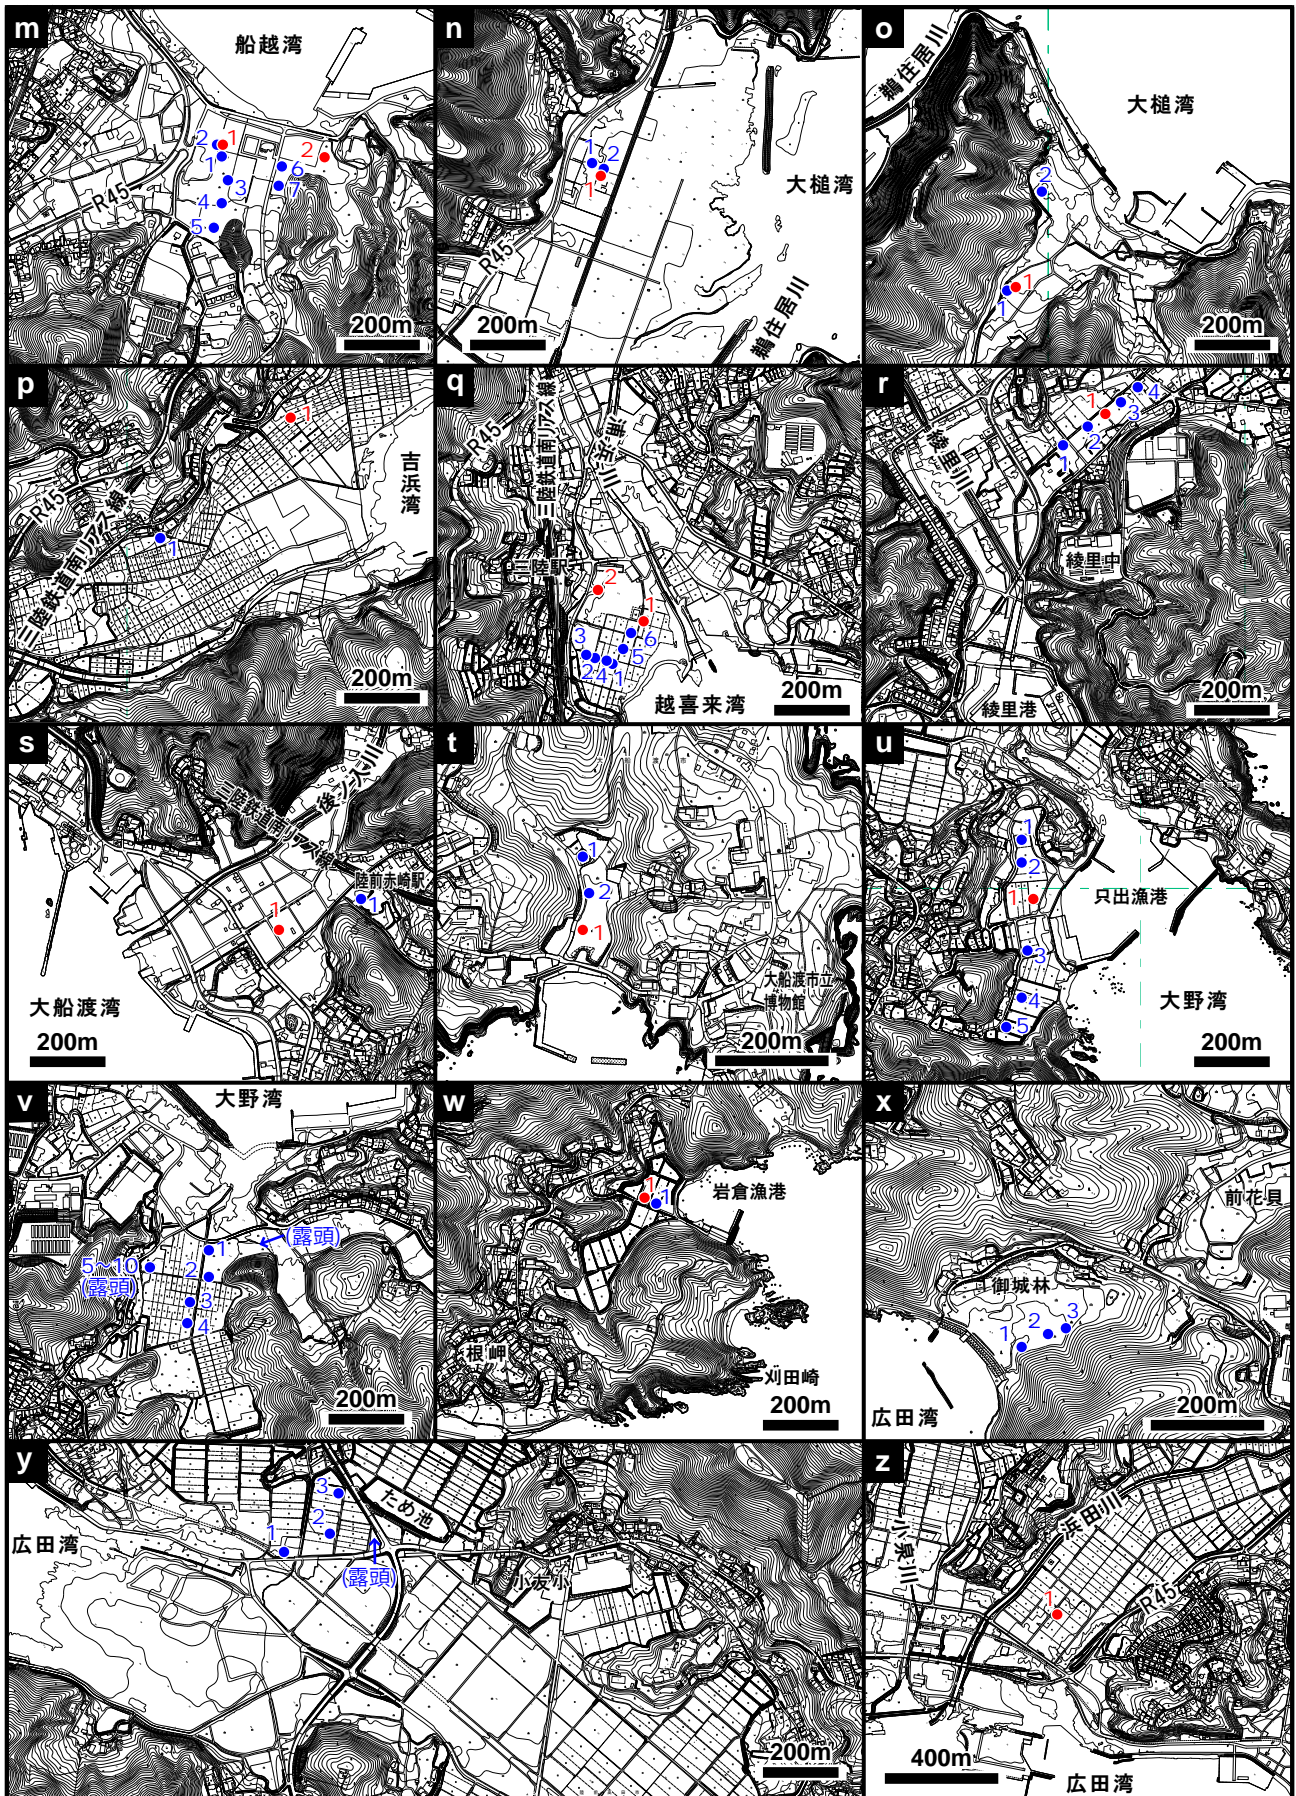 m
船越湾
2
1
1
2
6
3
7
4
5
R45
200m
n
1
2
1
大槌湾
R45
200m
鵜住居川
o
鵜住居川
大槌湾
2
1
1
200m
p
1
吉浜湾
R45
1
三陸鉄道南リアス線
200m
q
R45
三陸鉄道南リアス線
浦浜川
三陸駅
2
1
3
6
5
2
4
1
越喜来湾
200m
r
4
1
3
2
1
綾里川
綾里中
200m
綾里港
s
後ノ入川
三陸鉄道南リアス線
陸前赤崎駅
1
1
大船渡湾
200m
t
1
2
1
大船渡市立
博物館
200m
u
1
2
1
只出漁港
3
4
5
大野湾
200m
v
大野湾
1
(露頭)
5~10
(露頭)
2
3
4
200m
w
1
1
岩倉漁港
根岬
刈田崎
200m
x
前花貝
御城林
1
2
3
広田湾
200m
y
3
ため池
2
1
広田湾
(露頭)
小友小
200m
z
浜田川
小泉川
1
R45
400m
広田湾